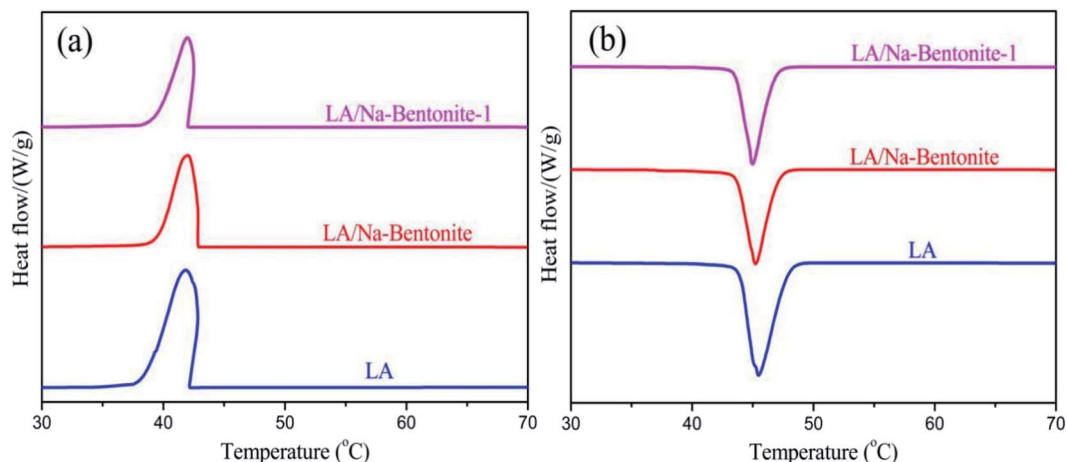 (a)
LA/Na-Bentonite-1
LA/Na-Bentonite
LA
Heat flow/(W/g)
30 40 50 60 70
Temperature (°C)
(b)
LA/Na-Bentonite-1
LA/Na-Bentonite
LA
Heat flow/(W/g)
30 40 50 60 70
Temperature (°C)